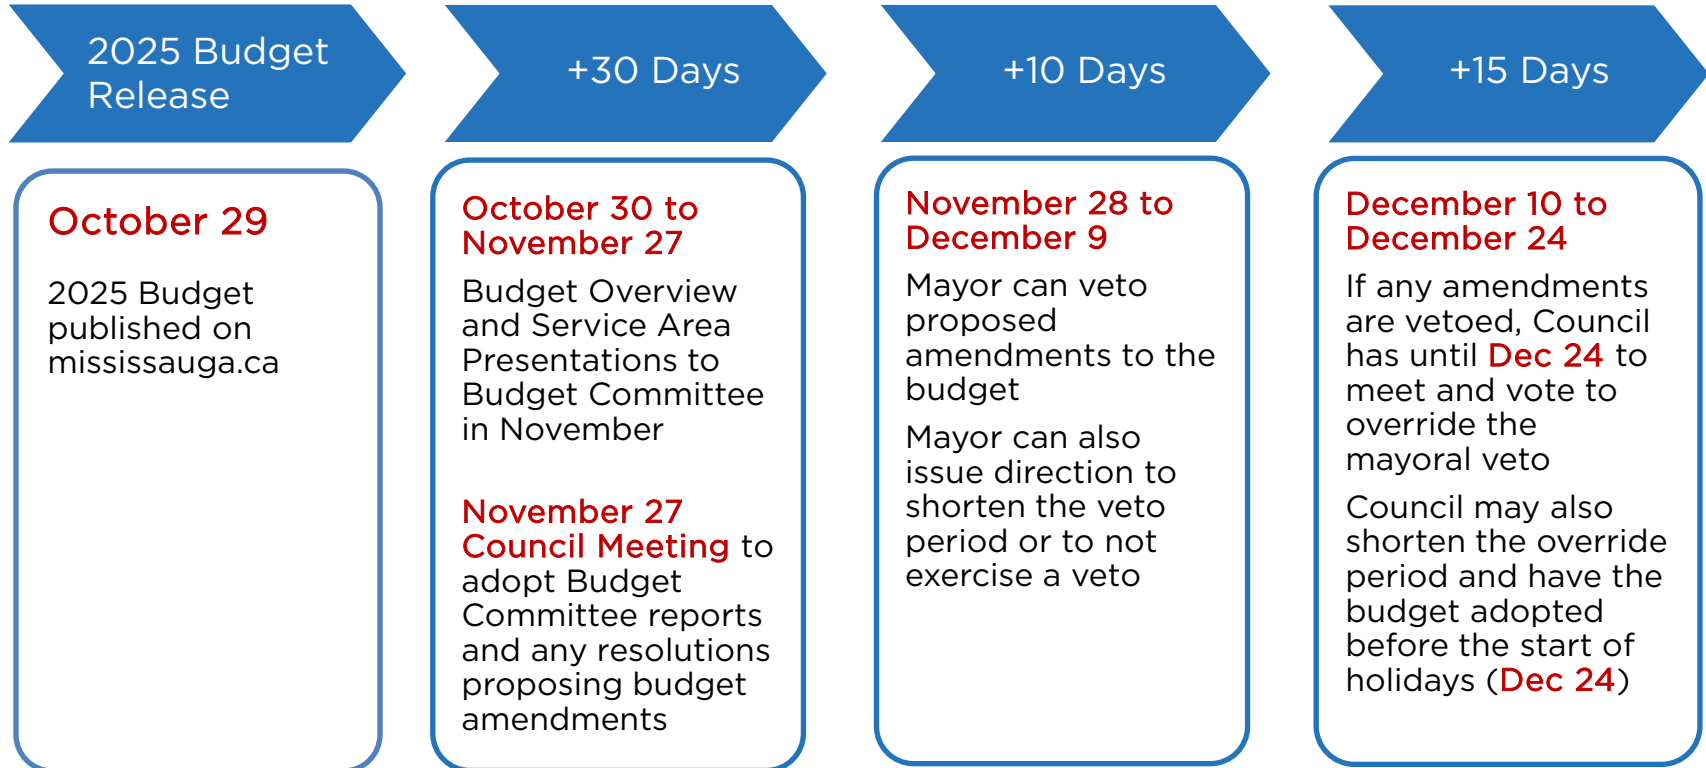 2025 Budget
Release
+30 Days
+10 Days
+15 Days
October 29
2025 Budget
published on
mississauga.ca
October 30 to
November 27
Budget Overview
and Service Area
Presentations to
Budget Committee
in November
November 27
Council Meeting to
adopt Budget
Committee reports
and any resolutions
proposing budget
amendments
November 28 to
December 9
Mayor can veto
proposed
amendments to the
budget
Mayor can also
issue direction to
shorten the veto
period or to not
exercise a veto
December 10 to
December 24
If any amendments
are vetoed, Council
has until Dec 24 to
meet and vote to
override the
mayoral veto
Council may also
shorten the override
period and have the
budget adopted
before the start of
holidays (Dec 24)